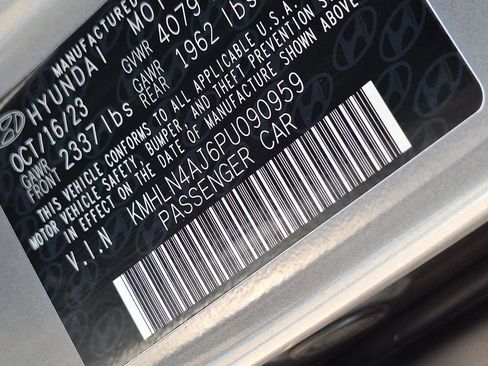 MANUFACTURED
HYUNDAI MOT
OCT/16/23 GVWR 4079
GAWR FRONT 2337 lbs GAWR REAR 1962 lbs
THIS VEHICLE CONFORMS TO ALL APPLICABLE U.S.A.
MOTOR VEHICLE SAFETY, BUMPER AND THEFT PREVENTION
IN EFFECT ON THE DATE OF MANUFACTURE SHOWN ABOVE.
V.I.N KMHLN4AJ6PU090959
PASSENGER CAR